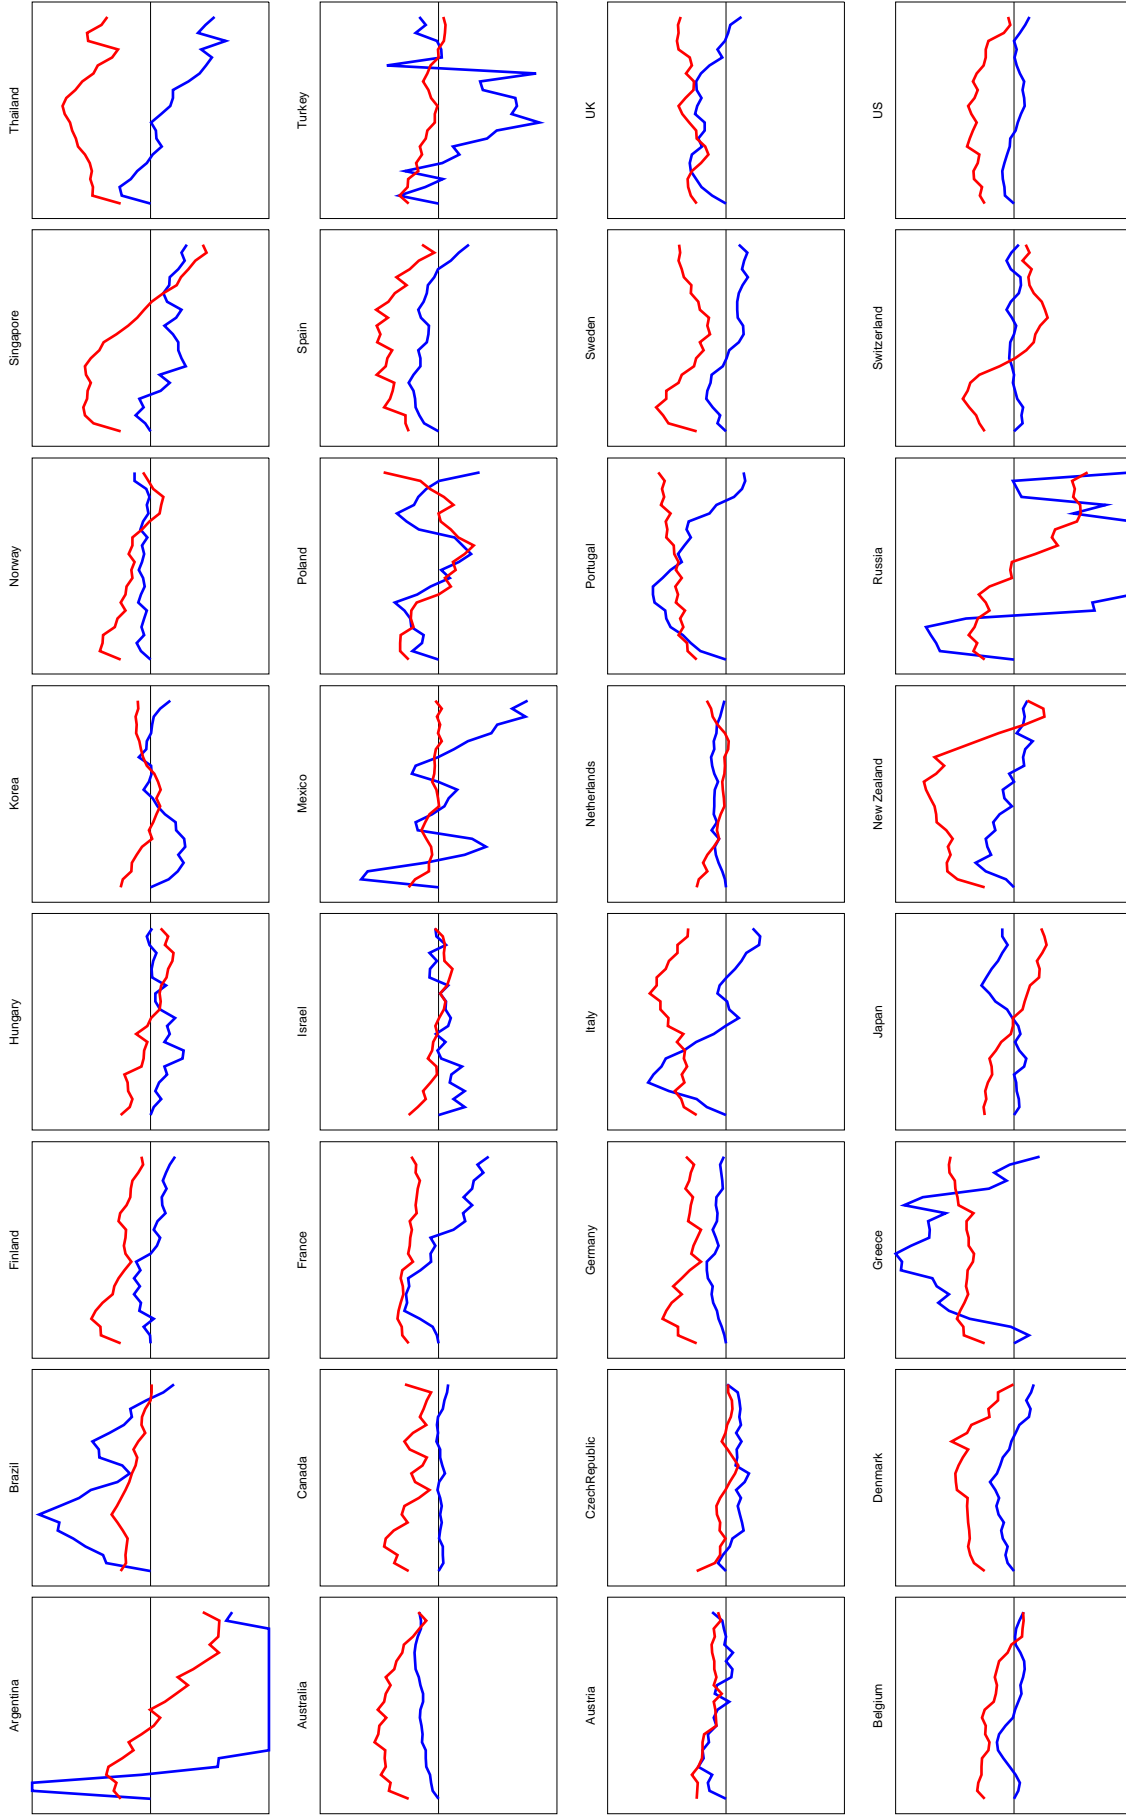 Argentina
Brazil
Finland
Hungary
Korea
Norway
Singapore
Thailand
Australia
Canada
France
Israel
Mexico
Poland
Spain
Turkey
Austria
CzechRepublic
Germany
Italy
Netherlands
Portugal
Sweden
UK
Belgium
Denmark
Greece
Japan
New Zealand
Russia
Switzerland
US